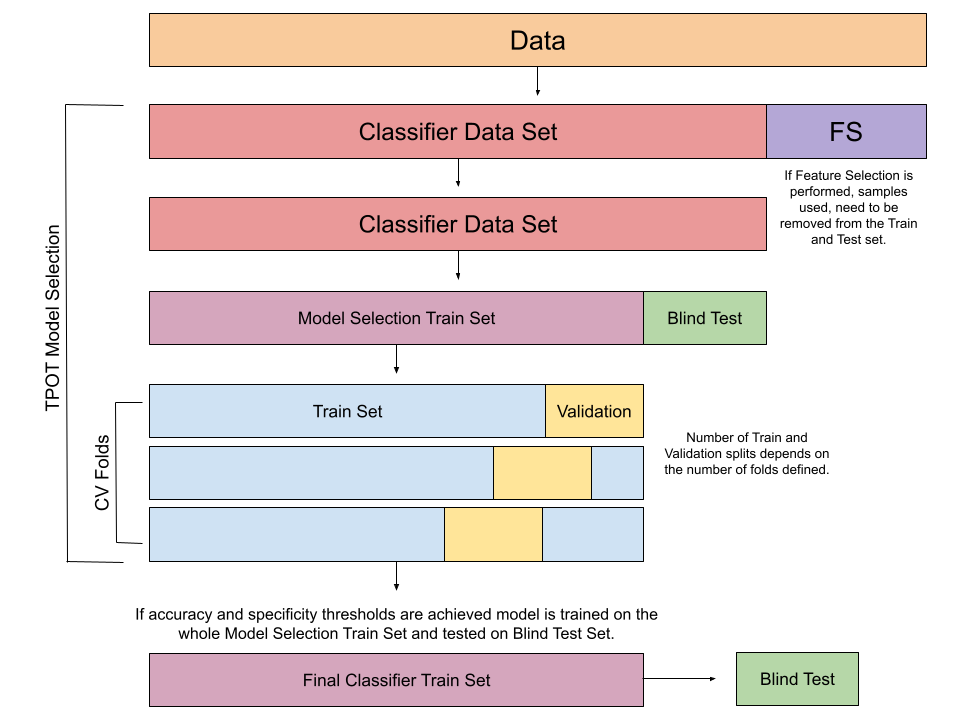 Data
Classifier Data Set
FS
If Feature Selection is
performed, samples
used, need to be
removed from the Train
and Test set.
Classifier Data Set
TPOT Model Selection
Model Selection Train Set
Blind Test
Train Set
Validation
CV Folds
Number of Train and
Validation splits depends on
the number of folds defined.
If accuracy and specificity thresholds are achieved model is trained on the
whole Model Selection Train Set and tested on Blind Test Set.
Final Classifier Train Set
Blind Test